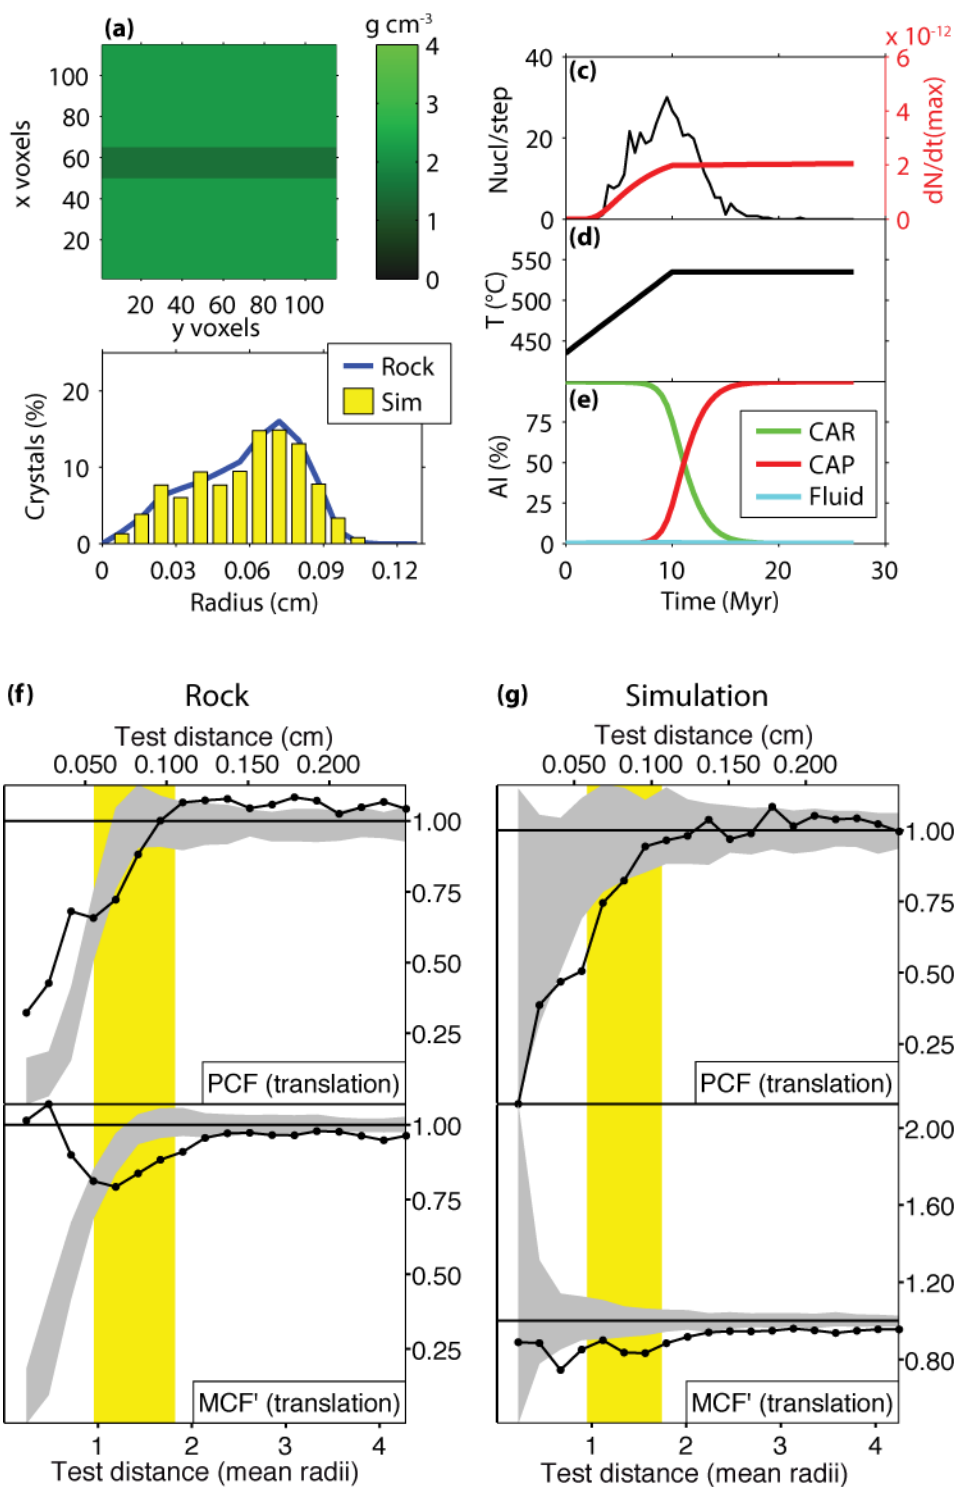 (a)
g cm-3
x voxels
100
80
60
40
20
20 40 60 80 100
y voxels
4
3
2
1
0
Crystals (%)
20
10
0
0 0.03 0.06 0.09 0.12
Radius (cm)
Rock
Sim
(c)
x 10-12
Nucl/step
40
20
0
dN/dt(max)
6
4
2
0
(d)
T (°C)
550
500
450
(e)
Al (%)
75
50
25
0
CAR
CAP
Fluid
0 10 20 30
Time (Myr)
(f) Rock
Test distance (cm)
0.050 0.100 0.150 0.200
1.00
0.75
0.50
0.25
PCF (translation)
1.00
0.75
0.50
0.25
MCF' (translation)
1 2 3 4
Test distance (mean radii)
(g) Simulation
Test distance (cm)
0.050 0.100 0.150 0.200
1.00
0.75
0.50
0.25
PCF (translation)
2.00
1.60
1.20
0.80
MCF' (translation)
1 2 3 4
Test distance (mean radii)